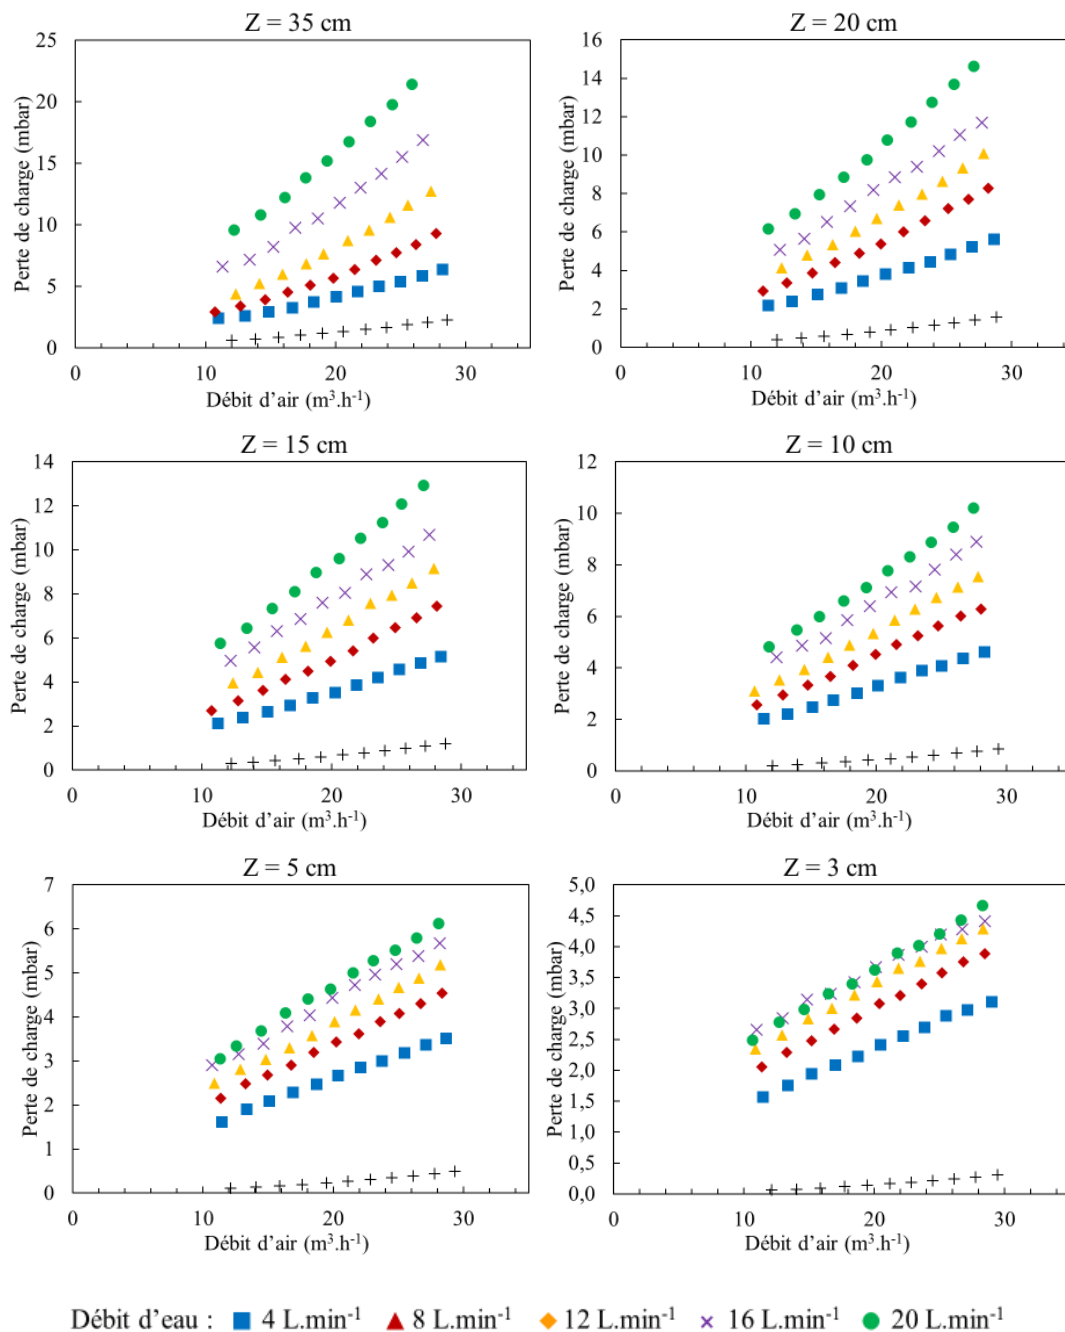 Z = 35 cm
Perte de charge (mbar)
25
20
15
10
5
0
0 10 20 30
Débit d'air (m³.h⁻¹)
Z = 20 cm
Perte de charge (mbar)
16
14
12
10
8
6
4
2
0
0 10 20 30
Débit d'air (m³.h⁻¹)
Z = 15 cm
Perte de charge (mbar)
14
12
10
8
6
4
2
0
0 10 20 30
Débit d'air (m³.h⁻¹)
Z = 10 cm
Perte de charge (mbar)
12
10
8
6
4
2
0
0 10 20 30
Débit d'air (m³.h⁻¹)
Z = 5 cm
Perte de charge (mbar)
7
6
5
4
3
2
1
0
0 10 20 30
Débit d'air (m³.h⁻¹)
Z = 3 cm
Perte de charge (mbar)
5,0
4,5
4,0
3,5
3,0
2,5
2,0
1,5
1,0
0,5
0,0
0 10 20 30
Débit d'air (m³.h⁻¹)
Débit d'eau : 4 L.min⁻¹ 8 L.min⁻¹ 12 L.min⁻¹ 16 L.min⁻¹ 20 L.min⁻¹